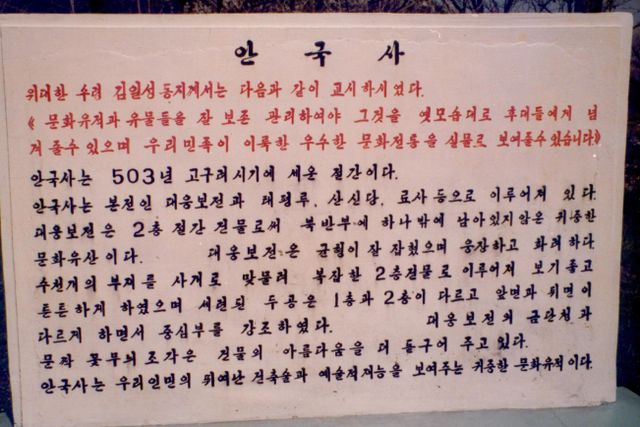 안국사
위대한 수령 김일성동지께서는 다음과 같이 교시하시였다.
《 문화유적과 유물들을 잘 보존 관리하여야 그것을 옛모습대로 후대들에게 넘
겨 줄수 있으며 우리 민족이 이룩한 우수한 문화전통을 실물로 보여줄수 있습니다》
안국사는 503년 고구려시기에 세운 절간이다.
안국사는 본전인 대웅보전과 태평루, 산신당, 료사 등으로 이루어져 있다.
대웅보전은 2층 절간 건물로써 북반부에 하나 밖에 남아있지 않은 귀중한
문화유산이다. 대웅보전은 균형이 잘 잡혔으며 웅장하고 화려하다.
수천개의 부재를 사개로 맞물려 복잡한 2층건물로 이루어져 보기좋고
튼튼하게 하였으며 세련된 두공은 1층과 2층이 다르고 앞면과 뒤면이
다르게 하면서 중심부를 강조하였다. 대웅보전의 금단청과
문짝 꽃무늬조각은 건물의 아름다움을 더 돋구어 주고있다.
안국사는 우리인민의 뛰여난 건축술과 예술적재능을 보여주는 귀중한 문화유적이다.